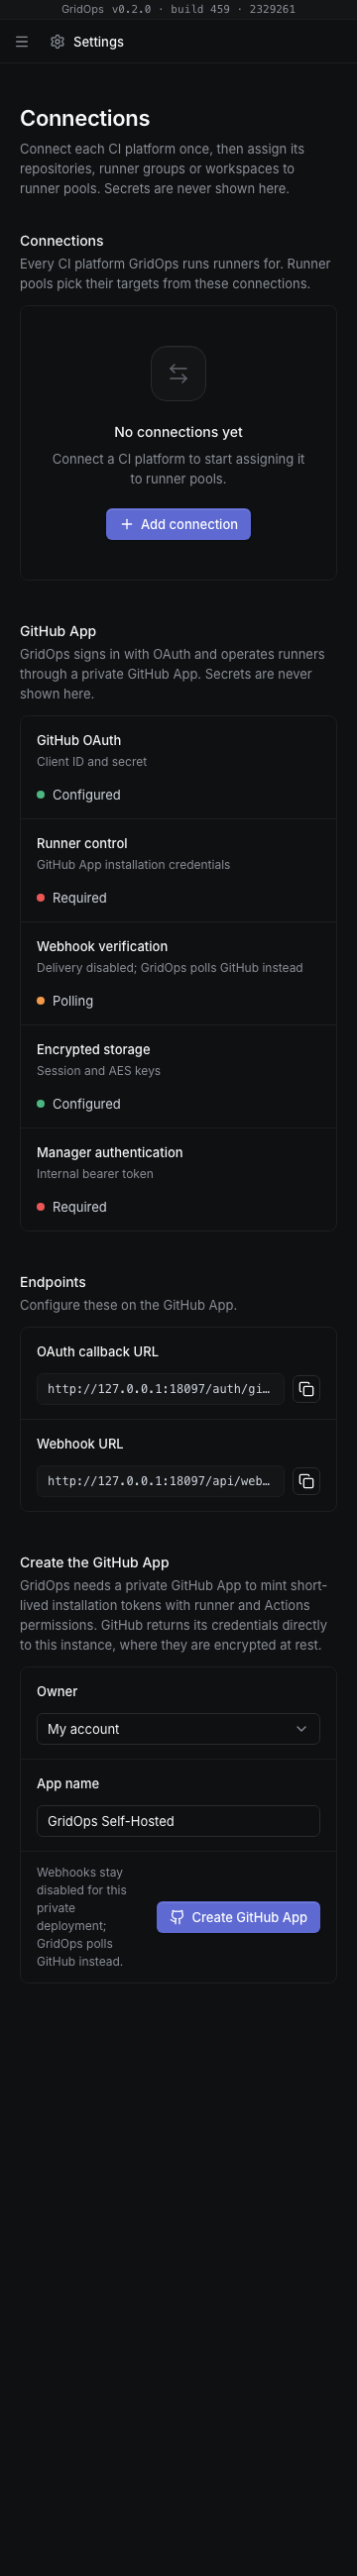 GridOps v0.2.0 · build 459 · 2329261
Settings
Connections
Connect each CI platform once, then assign its
repositories, runner groups or workspaces to
runner pools. Secrets are never shown here.
Connections
Every CI platform GridOps runs runners for. Runner
pools pick their targets from these connections.
No connections yet
Connect a CI platform to start assigning it
to runner pools.
Add connection
GitHub App
GridOps signs in with OAuth and operates runners
through a private GitHub App. Secrets are never
shown here.
GitHub OAuth
Client ID and secret
Configured
Runner control
GitHub App installation credentials
Required
Webhook verification
Delivery disabled; GridOps polls GitHub instead
Polling
Encrypted storage
Session and AES keys
Configured
Manager authentication
Internal bearer token
Required
Endpoints
Configure these on the GitHub App.
OAuth callback URL
http://127.0.0.1:18097/auth/gi…
Webhook URL
http://127.0.0.1:18097/api/web…
Create the GitHub App
GridOps needs a private GitHub App to mint short-
lived installation tokens with runner and Actions
permissions. GitHub returns its credentials directly
to this instance, where they are encrypted at rest.
Owner
My account
App name
GridOps Self-Hosted
Webhooks stay
disabled for this
private
deployment;
GridOps polls
GitHub instead.
Create GitHub App